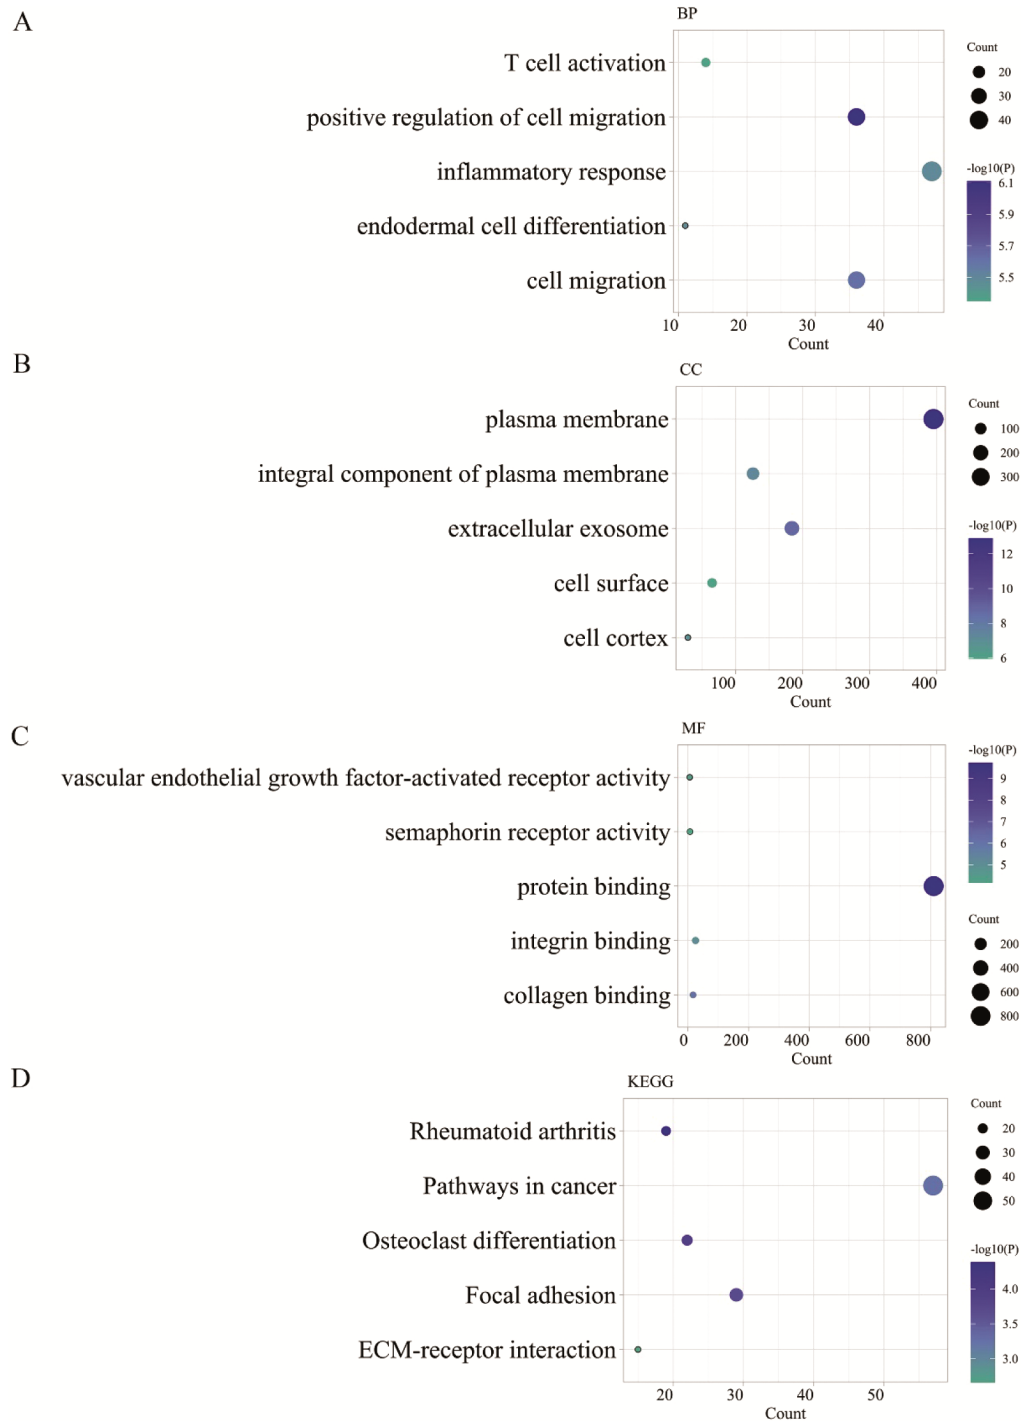 A
BP
T cell activation
positive regulation of cell migration
inflammatory response
endodermal cell differentiation
cell migration
10 20 30 40
Count
Count
20
30
40
-log10(P)
6.1
5.9
5.7
5.5
B
CC
plasma membrane
integral component of plasma membrane
extracellular exosome
cell surface
cell cortex
100 200 300 400
Count
Count
100
200
300
-log10(P)
12
10
8
6
C
MF
vascular endothelial growth factor-activated receptor activity
semaphorin receptor activity
protein binding
integrin binding
collagen binding
0 200 400 600 800
Count
-log10(P)
9
8
7
6
5
Count
200
400
600
800
D
KEGG
Rheumatoid arthritis
Pathways in cancer
Osteoclast differentiation
Focal adhesion
ECM-receptor interaction
20 30 40 50
Count
Count
20
30
40
50
-log10(P)
4.0
3.5
3.0